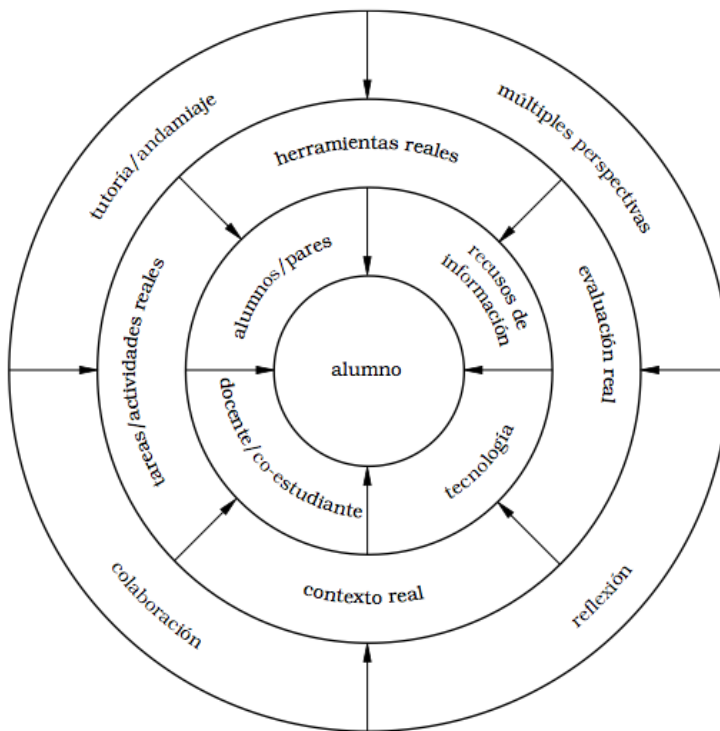 tutoría/andamiaje
múltiples perspectivas
herramientas reales
alumnos/pares
recusos de
información
tareas/actividades reales
evaluación real
alumno
docente/co-estudiante
tecnología
contexto real
colaboración
reflexión